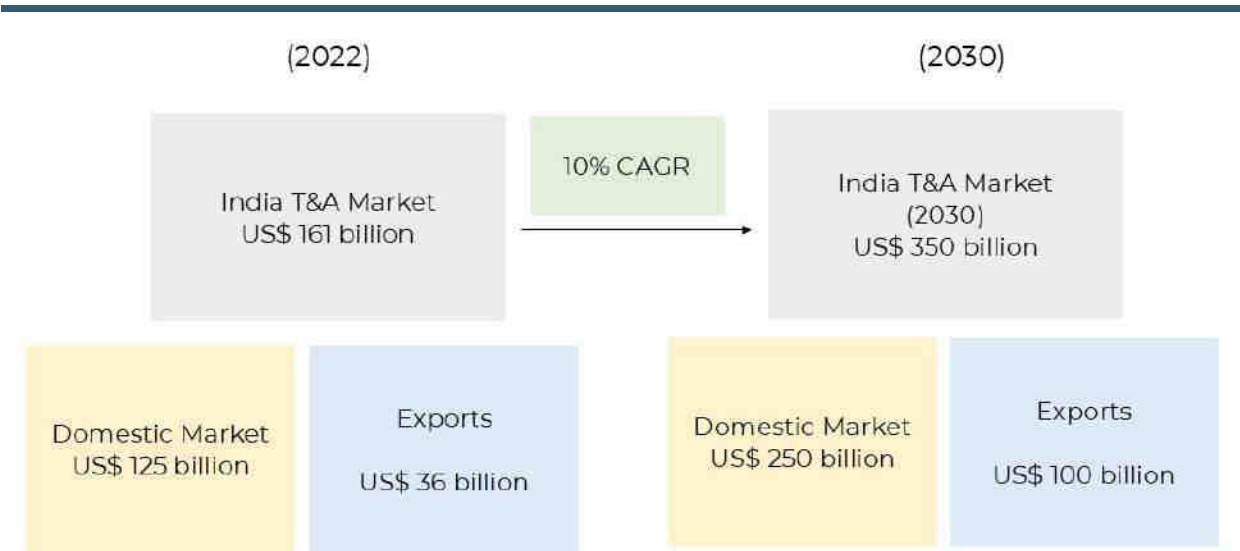 (2022)
(2030)
India T&A Market
US$ 161 billion
10% CAGR
India T&A Market
(2030)
US$ 350 billion
Domestic Market
US$ 125 billion
Exports
US$ 36 billion
Domestic Market
US$ 250 billion
Exports
US$ 100 billion